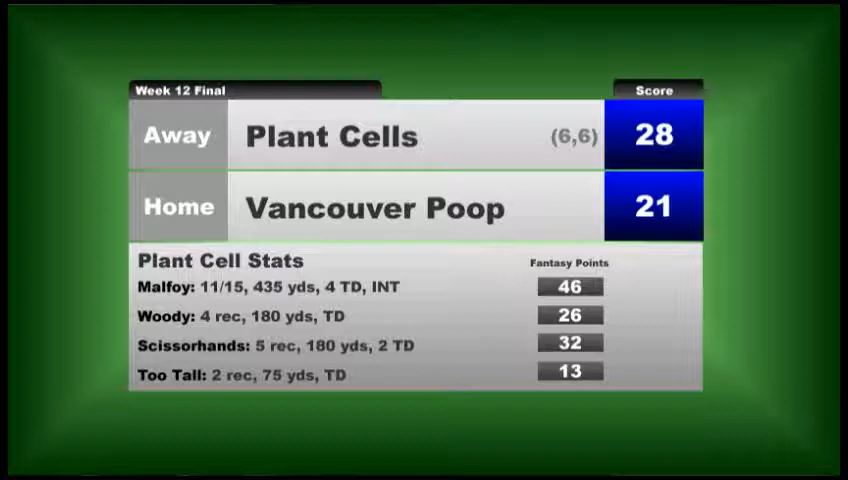 Week 12 Final
Score
Away
Plant Cells
(6,6)
28
Home
Vancouver Poop
21
Plant Cell Stats
Fantasy Points
Malfoy: 11/15, 435 yds, 4 TD, INT
46
Woody: 4 rec, 180 yds, TD
26
Scissorhands: 5 rec, 180 yds, 2 TD
32
Too Tall: 2 rec, 75 yds, TD
13